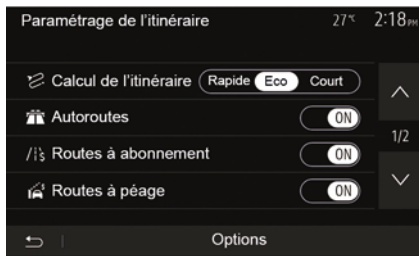 Paramétrage de l'itinéraire 27°C 2:18PM
Calcul de l'itinéraire Rapide Eco Court
Autoroutes ON
1/2
Routes à abonnement ON
Routes à péage ON
Options